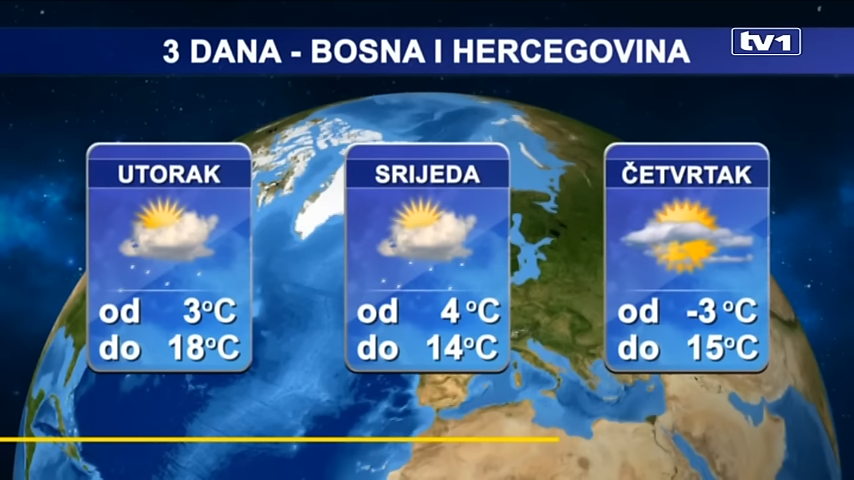 3 DANA - BOSNA I HERCEGOVINA
tv1
UTORAK
od 3°C
do 18°C
SRIJEDA
od 4°C
do 14°C
ČETVRTAK
od -3°C
do 15°C